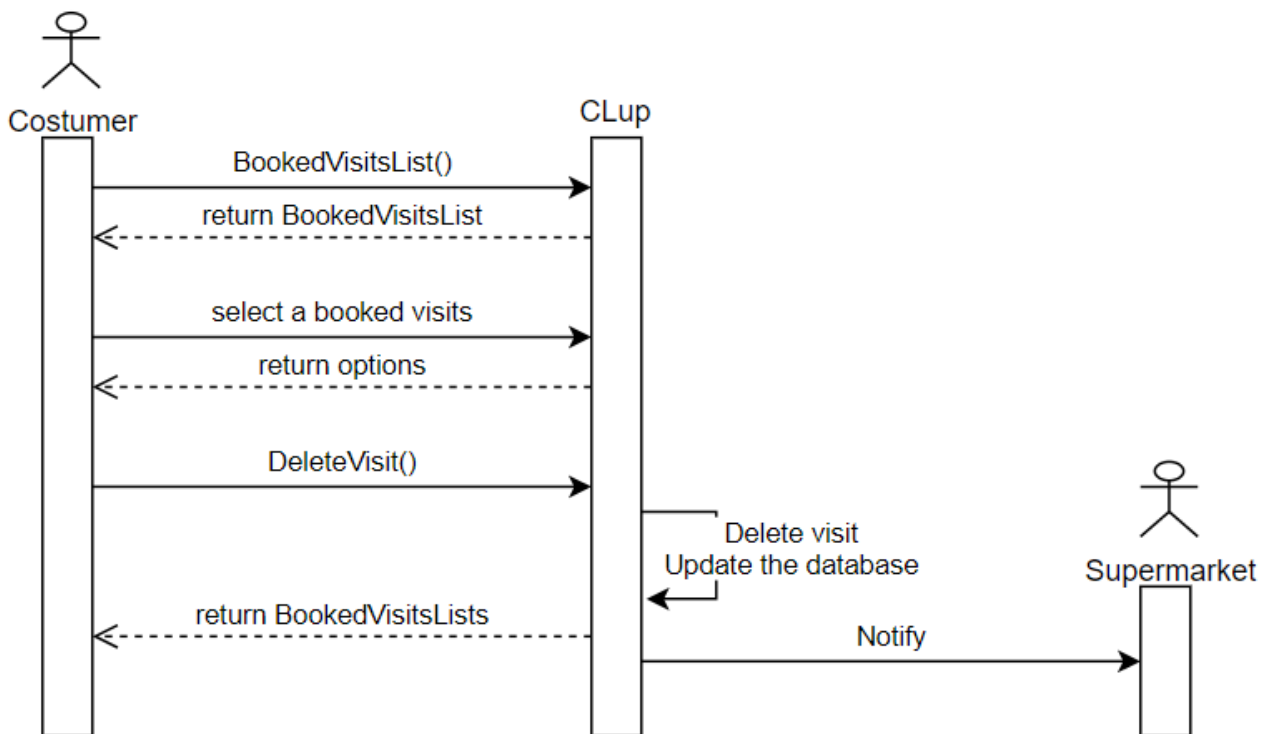 Costumer
CLup
BookedVisitsList()
return BookedVisitsList
select a booked visits
return options
DeleteVisit()
Delete visit
Update the database
Supermarket
return BookedVisitsLists
Notify